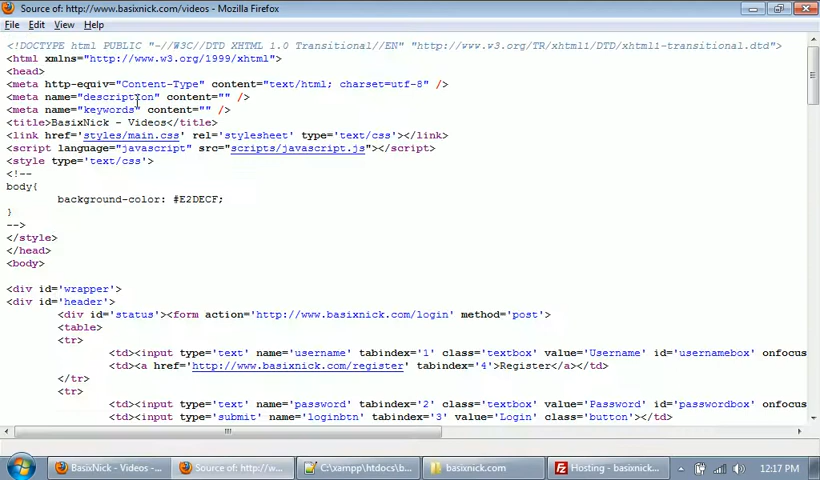 Source of: http://www.basixnick.com/videos - Mozilla Firefox
File Edit View Help
<!DOCTYPE html PUBLIC "-//W3C//DTD XHTML 1.0 Transitional//EN" "http://www.w3.org/TR/xhtml1/DTD/xhtml1-transitional.dtd">
<html xmlns="http://www.w3.org/1999/xhtml">
<head>
<meta http-equiv="Content-Type" content="text/html; charset=utf-8" />
<meta name="description" content="" />
<meta name="keywords" content="" />
<title>BasixNick - Videos</title>
<link href='styles/main.css' rel='stylesheet' type='text/css'></link>
<script language="javascript" src="scripts/javascript.js"></script>
<style type='text/css'>
<!--
body{
background-color: #E2DECF;
}
-->
</style>
</head>
<body>
<div id='wrapper'>
<div id='header'>
<div id='status'><form action='http://www.basixnick.com/login' method='post'>
<table>
<tr>
<td><input type='text' name='username' tabindex='1' class='textbox' value='Username' id='usernamebox' onfocus
<td><a href='http://www.basixnick.com/register' tabindex='4'>Register</a></td>
</tr>
<tr>
<td><input type='text' name='password' tabindex='2' class='textbox' value='Password' id='passwordbox' onfocus
<td><input type='submit' name='loginbtn' tabindex='3' value='Login' class='button'></td>
BasixNick - Videos -... Source of: http://w... C:\xampp\htdocs\b... basixnick.com Hosting - basixnick... 12:17 PM